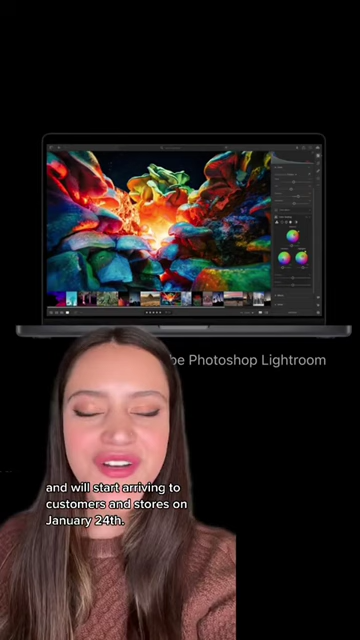 be Photoshop Lightroom
and will start arriving to
customers and stores on
January 24th.